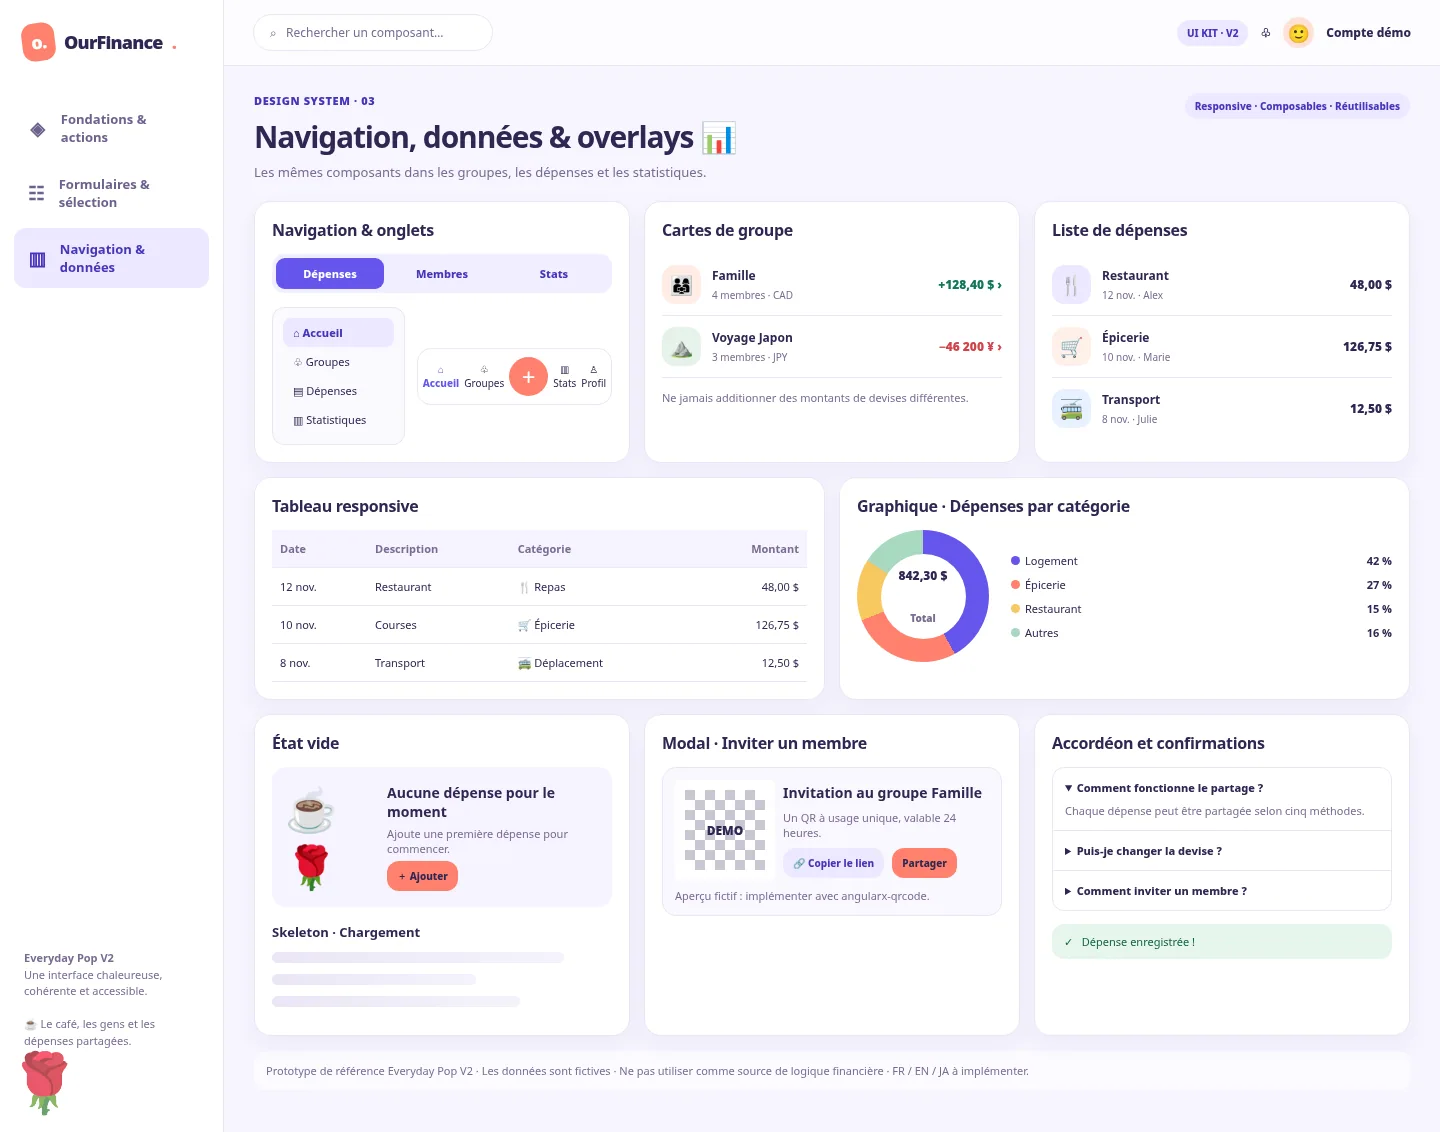 o. OurFinance .
Fondations &
actions
Formulaires &
sélection
Navigation &
données
Everyday Pop V2
Une interface chaleureuse,
cohérente et accessible.
☕ Le café, les gens et les
dépenses partagées.
Rechercher un composant...
UI KIT · V2
Compte démo
DESIGN SYSTEM · 03
Responsive · Composables · Réutilisables
Navigation, données & overlays 📊
Les mêmes composants dans les groupes, les dépenses et les statistiques.
Navigation & onglets
Dépenses Membres Stats
Accueil
Groupes
Dépenses
Statistiques
Accueil Groupes + Stats Profil
Cartes de groupe
Famille
4 membres · CAD
+128,40 $ ›
Voyage Japon
3 membres · JPY
−46 200 ¥ ›
Ne jamais additionner des montants de devises différentes.
Liste de dépenses
Restaurant
12 nov. · Alex
48,00 $
Épicerie
10 nov. · Marie
126,75 $
Transport
8 nov. · Julie
12,50 $
Tableau responsive
Date Description Catégorie Montant
12 nov. Restaurant 🍴 Repas 48,00 $
10 nov. Courses 🛒 Épicerie 126,75 $
8 nov. Transport 🚎 Déplacement 12,50 $
Graphique · Dépenses par catégorie
842,30 $
Total
Logement 42 %
Épicerie 27 %
Restaurant 15 %
Autres 16 %
État vide
Aucune dépense pour le
moment
Ajoute une première dépense pour
commencer.
+ Ajouter
Skeleton · Chargement
Modal · Inviter un membre
DEMO
Invitation au groupe Famille
Un QR à usage unique, valable 24
heures.
🔗 Copier le lien Partager
Aperçu fictif : implémenter avec angularx-qrcode.
Accordéon et confirmations
▼ Comment fonctionne le partage ?
Chaque dépense peut être partagée selon cinq méthodes.
▶ Puis-je changer la devise ?
▶ Comment inviter un membre ?
✓ Dépense enregistrée !
Prototype de référence Everyday Pop V2 · Les données sont fictives · Ne pas utiliser comme source de logique financière · FR / EN / JA à implémenter.